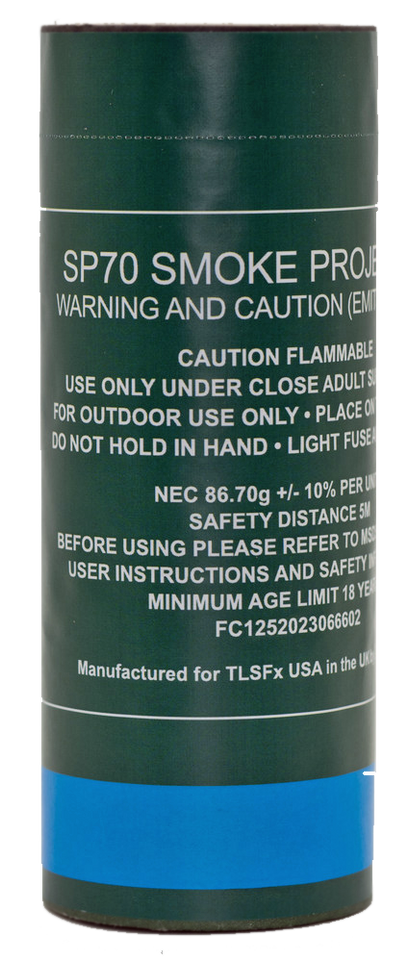 SP70 SMOKE PROJE
WARNING AND CAUTION (EMIT
CAUTION FLAMMABLE
USE ONLY UNDER CLOSE ADULT SU
FOR OUTDOOR USE ONLY • PLACE ON
DO NOT HOLD IN HAND • LIGHT FUSE A
NEC 86.70g +/- 10% PER UNI
SAFETY DISTANCE 5M
BEFORE USING PLEASE REFER TO MSD
USER INSTRUCTIONS AND SAFETY IN
MINIMUM AGE LIMIT 18 YEA
FC1252023066602
Manufactured for TLSFx USA in the UK